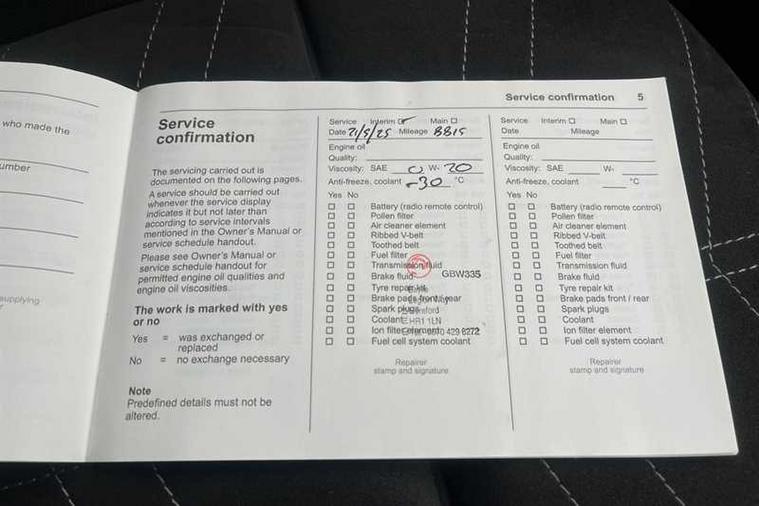 who made the
umber
supplying
Service confirmation 5
Service
confirmation
The servicing carried out is
documented on the following pages.
A service should be carried out
whenever the service display
indicates it but not later than
according to service intervals
mentioned in the Owner's Manual or
service schedule handout.
Please see Owner's Manual or
service schedule handout for
permitted engine oil qualities and
engine oil viscosities.
The work is marked with yes
or no
Yes = was exchanged or
replaced
No = no exchange necessary
Note
Predefined details must not be
altered.
Service Interim Main
Date 21/5/25 Mileage 8815
Engine oil
Quality:
Viscosity: SAE 0 W- 20
Anti-freeze, coolant -30 °C
Yes No
Battery (radio remote control)
Pollen filter
Air cleaner element
Ribbed V-belt
Toothed belt
Fuel filter
Transmission fluid
Brake fluid GBW335
Tyre repair kit
Brake pads front / rear
Spark plugs
Coolant HR1 1LN
Ion filter element
Fuel cell system coolant
Repairer
stamp and signature
Service Interim Main
Date Mileage
Engine oil
Quality:
Viscosity: SAE W-
Anti-freeze, coolant °C
Yes No
Battery (radio remote control)
Pollen filter
Air cleaner element
Ribbed V-belt
Toothed belt
Fuel filter
Transmission fluid
Brake fluid
Tyre repair kit
Brake pads front / rear
Spark plugs
Coolant
Ion filter element
Fuel cell system coolant
Repairer
stamp and signature